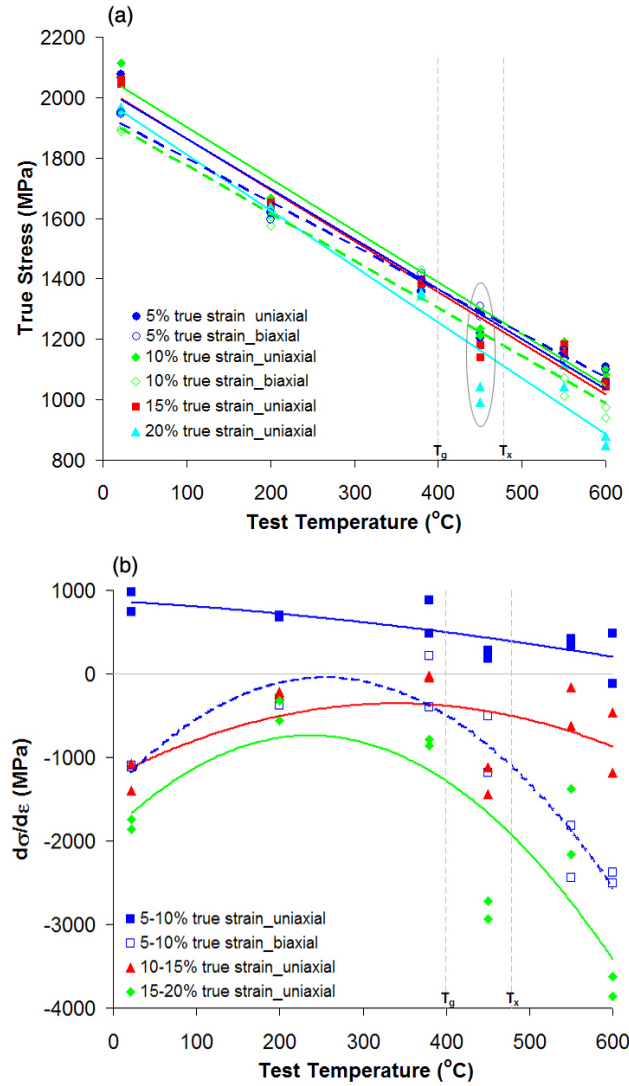 (a)
2200
2000
1800
1600
1400
1200
1000
800
True Stress (MPa)
5% true strain_uniaxial
5% true strain_biaxial
10% true strain_uniaxial
10% true strain_biaxial
15% true strain_uniaxial
20% true strain_uniaxial
Tg
Tx
0 100 200 300 400 500 600
Test Temperature (oC)
(b)
1000
0
-1000
-2000
-3000
-4000
dσ/dε (MPa)
5-10% true strain_uniaxial
5-10% true strain_biaxial
10-15% true strain_uniaxial
15-20% true strain_uniaxial
Tg
Tx
0 100 200 300 400 500 600
Test Temperature (oC)